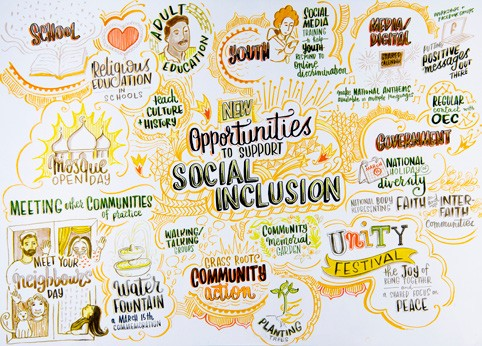 SCHOOL
Religious
EDUCATION
IN
SCHOOLS
ADULT
EDUCATION
YOUTH
SOCIAL
MEDIA
TRAINING
to help
YOUTH
RESPOND TO
online
discrimination
MEDIA/
DIGITAL
PUTTING
POSITIVE
messages
OUT
THERE
make NATIONAL ANTHEMS
available in multiple languages
teach
CULTURE
+ HISTORY
REGULAR
contact with
OEC
NEW
Opportunities
TO SUPPORT
SOCIAL
INCLUSION
Mosque
OPEN DAY
GOVERNMENT
NATIONAL
HOLIDAY
diversity
NATIONAL BODY
REPRESENTING
FAITH &
INTER-
FAITH
Communities
MEETING other COMMUNITIES
of practice
MEET YOUR
neighbours
DAY
WALKING/
TALKING
GROUPS
WATER
FOUNTAIN
a MARCH 15th
COMMEMORATION
GRASS ROOTS
COMMUNITY
action
COMMUNITY
Memorial
GARDEN
PLANTING
TREES
UNITY
FESTIVAL
the JOY of
BEING TOGETHER
and
a SHARED FOCUS on
PEACE